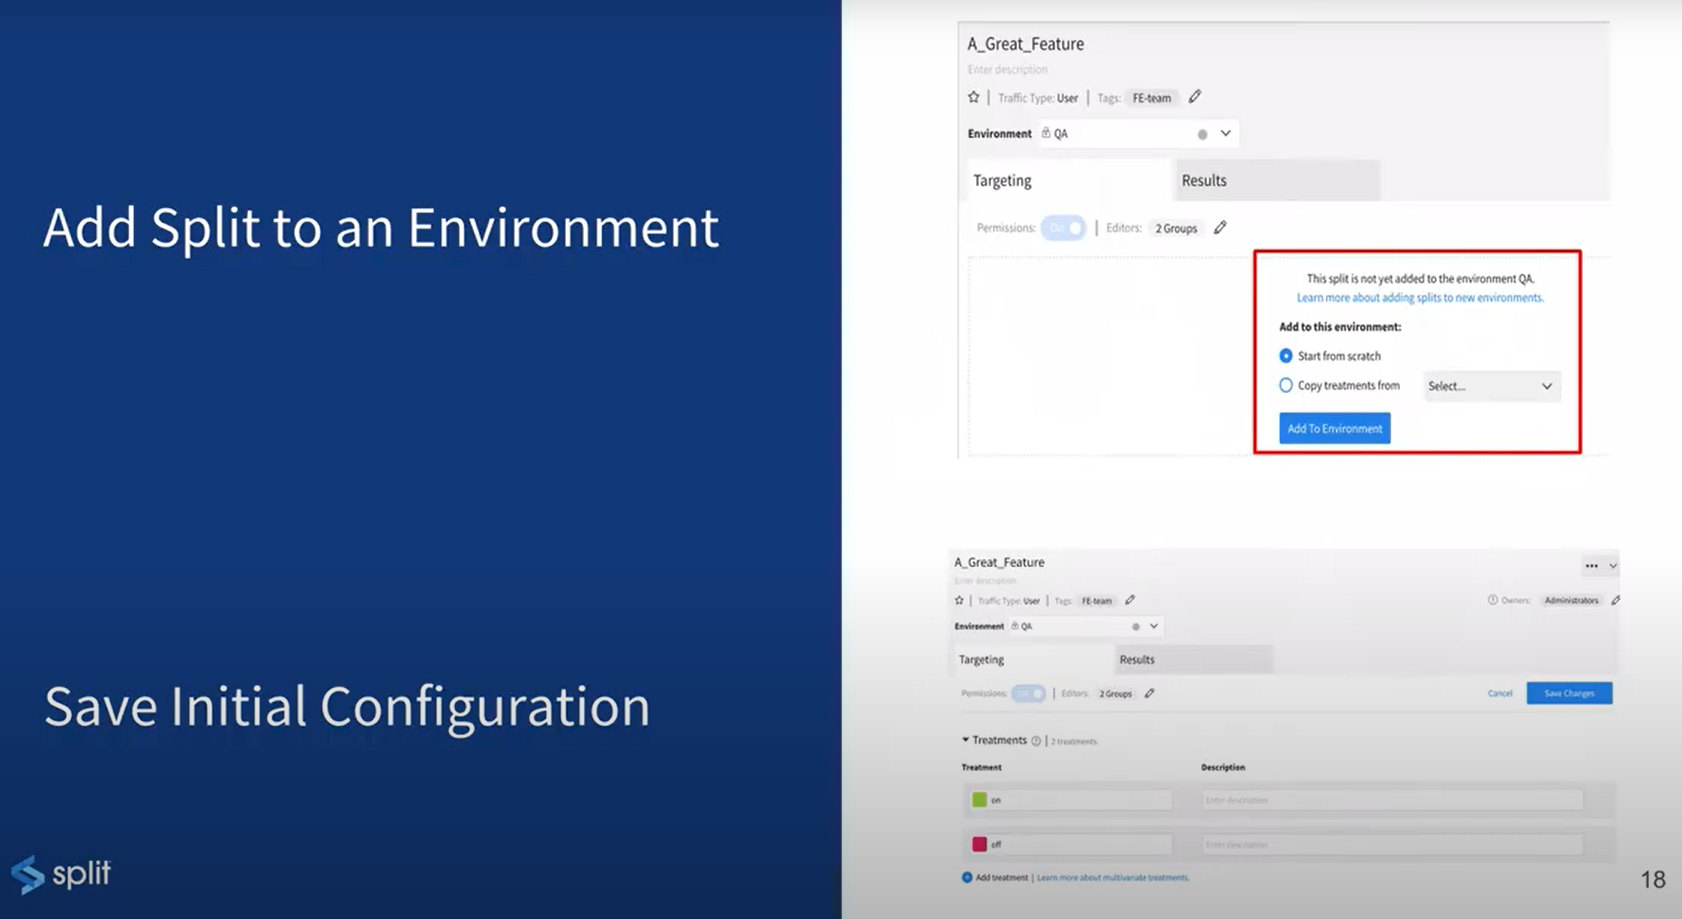 Add Split to an Environment
A_Great_Feature
Enter description
Traffic Type: User | Tags: FE-team
Environment QA
Targeting
Results
Permissions: On | Editors: 2 Groups
This split is not yet added to the environment QA.
Learn more about adding splits to new environments.
Add to this environment:
Start from scratch
Copy treatments from Select...
Add To Environment
Save Initial Configuration
A_Great_Feature
Enter description
Traffic Type: User | Tags: FE-team
Owners: Administrators
Environment QA
Targeting
Results
Permissions: On | Editors: 2 Groups
Cancel Save Changes
Treatments | 2 treatments
Treatment Description
on Enter description
off Enter description
Add treatment | Learn more about multivariate treatments.
split
18